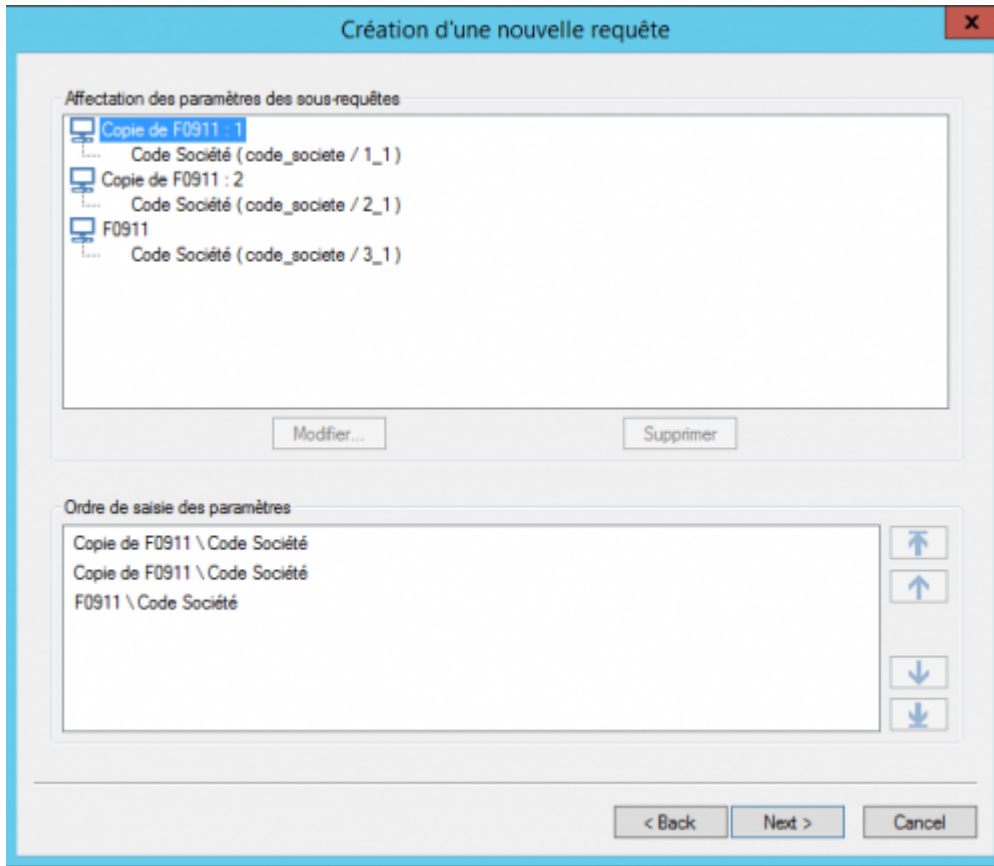 Création d'une nouvelle requête
x
Affectation des paramètres des sous-requêtes
Copie de F0911 : 1
Code Société ( code_societe / 1_1 )
Copie de F0911 : 2
Code Société ( code_societe / 2_1 )
F0911
Code Société ( code_societe / 3_1 )
Modifier... Supprimer
Ordre de saisie des paramètres
Copie de F0911 \ Code Société
Copie de F0911 \ Code Société
F0911 \ Code Société
< Back Next > Cancel